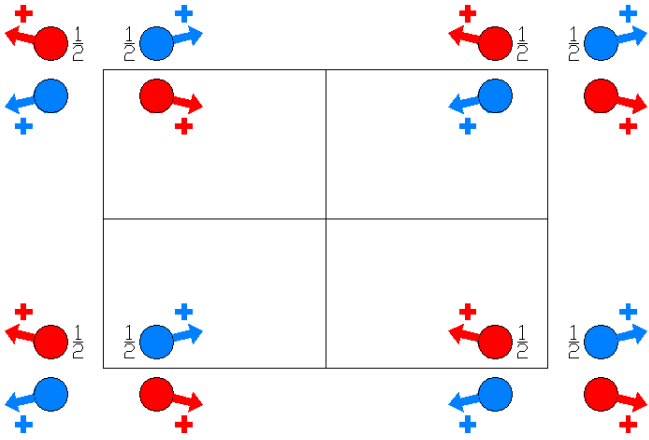 + + + +
1/2 1/2 1/2 1/2
+ + + +
+ + + +
1/2 1/2 1/2 1/2
+ + + +